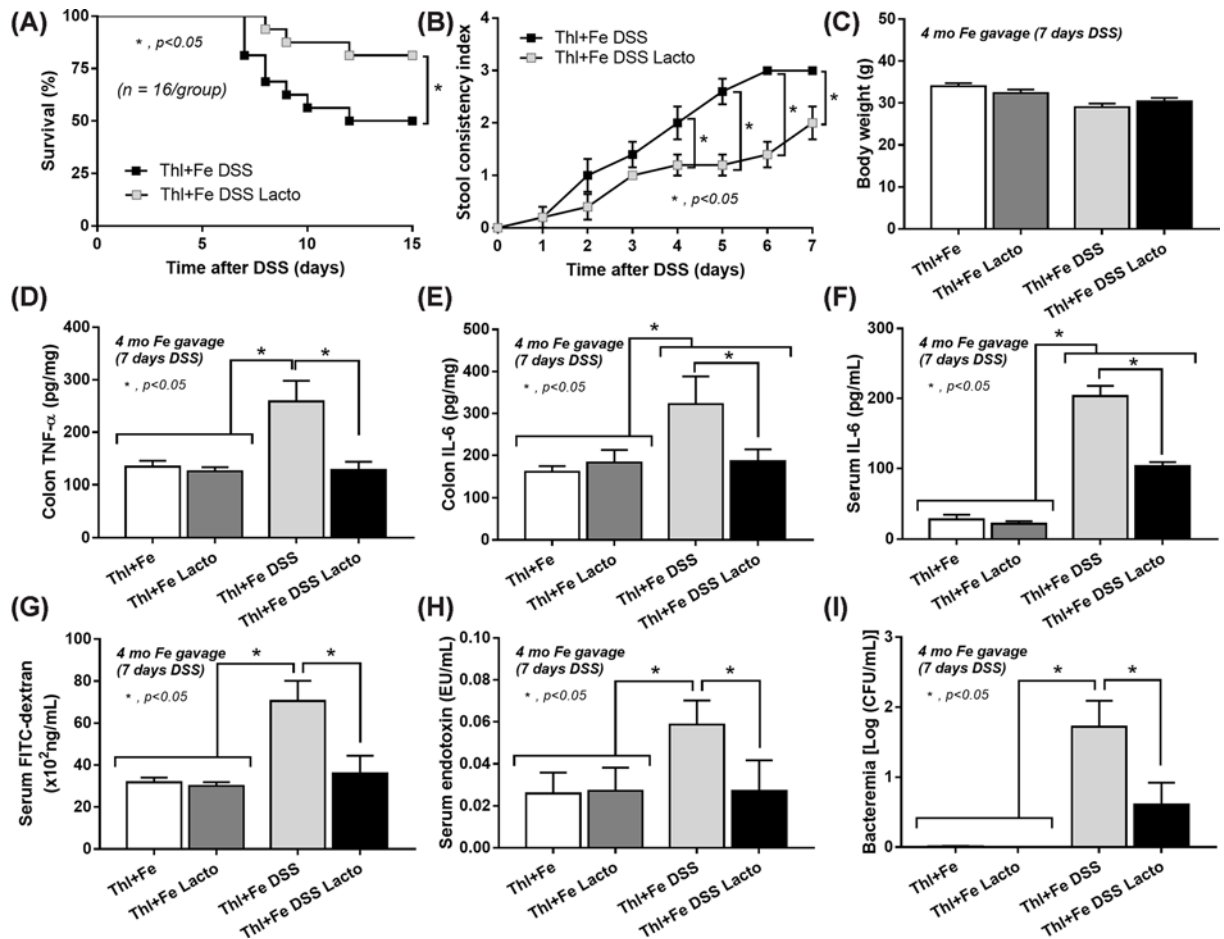 (A)
100
75
50
25
0
Survival (%)
*, p<0.05
(n = 16/group)
Thl+Fe DSS
Thl+Fe DSS Lacto
*
0
5
10
15
Time after DSS (days)
(B)
4
3
2
1
0
Stool consistency index
Thl+Fe DSS
Thl+Fe DSS Lacto
*
*
*
*
*, p<0.05
0
1
2
3
4
5
6
7
Time after DSS (days)
(C)
50
40
30
20
10
0
Body weight (g)
4 mo Fe gavage (7 days DSS)
Thl+Fe
Thl+Fe Lacto
Thl+Fe DSS
Thl+Fe DSS Lacto
(D)
400
300
200
100
0
Colon TNF-α (pg/mg)
4 mo Fe gavage
(7 days DSS)
*, p<0.05
*
*
Thl+Fe
Thl+Fe Lacto
Thl+Fe DSS
Thl+Fe DSS Lacto
(E)
500
400
300
200
100
0
Colon IL-6 (pg/mg)
4 mo Fe gavage
(7 days DSS)
*, p<0.05
*
*
Thl+Fe
Thl+Fe Lacto
Thl+Fe DSS
Thl+Fe DSS Lacto
(F)
300
200
100
0
Serum IL-6 (pg/mL)
4 mo Fe gavage
(7 days DSS)
*, p<0.05
*
*
Thl+Fe
Thl+Fe Lacto
Thl+Fe DSS
Thl+Fe DSS Lacto
(G)
100
80
60
40
20
0
Serum FITC-dextran
(x10²ng/mL)
4 mo Fe gavage
(7 days DSS)
*, p<0.05
*
*
Thl+Fe
Thl+Fe Lacto
Thl+Fe DSS
Thl+Fe DSS Lacto
(H)
0.10
0.08
0.06
0.04
0.02
0.00
Serum endotoxin (EU/mL)
4 mo Fe gavage
(7 days DSS)
*, p<0.05
*
*
Thl+Fe
Thl+Fe Lacto
Thl+Fe DSS
Thl+Fe DSS Lacto
(I)
3
2
1
0
Bacteremia [Log (CFU/mL)]
4 mo Fe gavage
(7 days DSS)
*, p<0.05
*
*
Thl+Fe
Thl+Fe Lacto
Thl+Fe DSS
Thl+Fe DSS Lacto